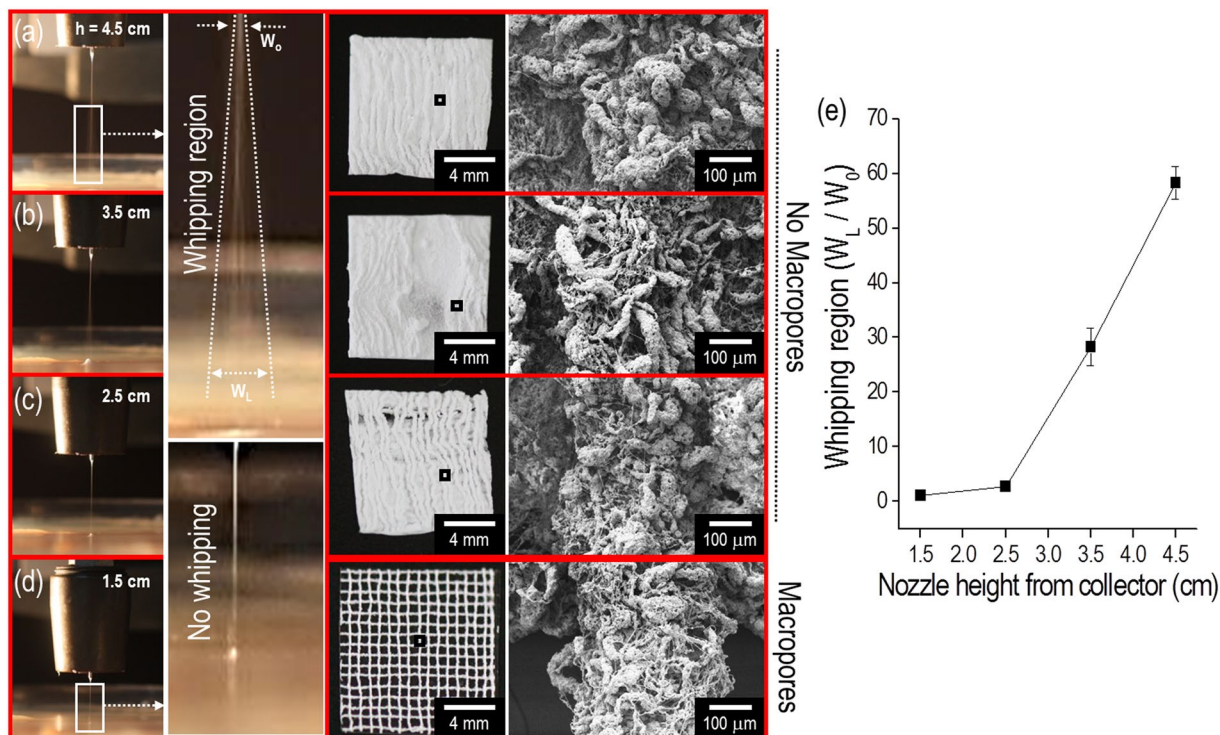 (a)
h = 4.5 cm
Wo
Whipping region
WL
4 mm
100 μm
(b)
3.5 cm
4 mm
100 μm
No Macropores
(c)
2.5 cm
No whipping
4 mm
100 μm
(d)
1.5 cm
4 mm
100 μm
Macropores
(e)
Whipping region (WL / W0)
70
60
50
40
30
20
10
0
1.5 2.0 2.5 3.0 3.5 4.0 4.5
Nozzle height from collector (cm)